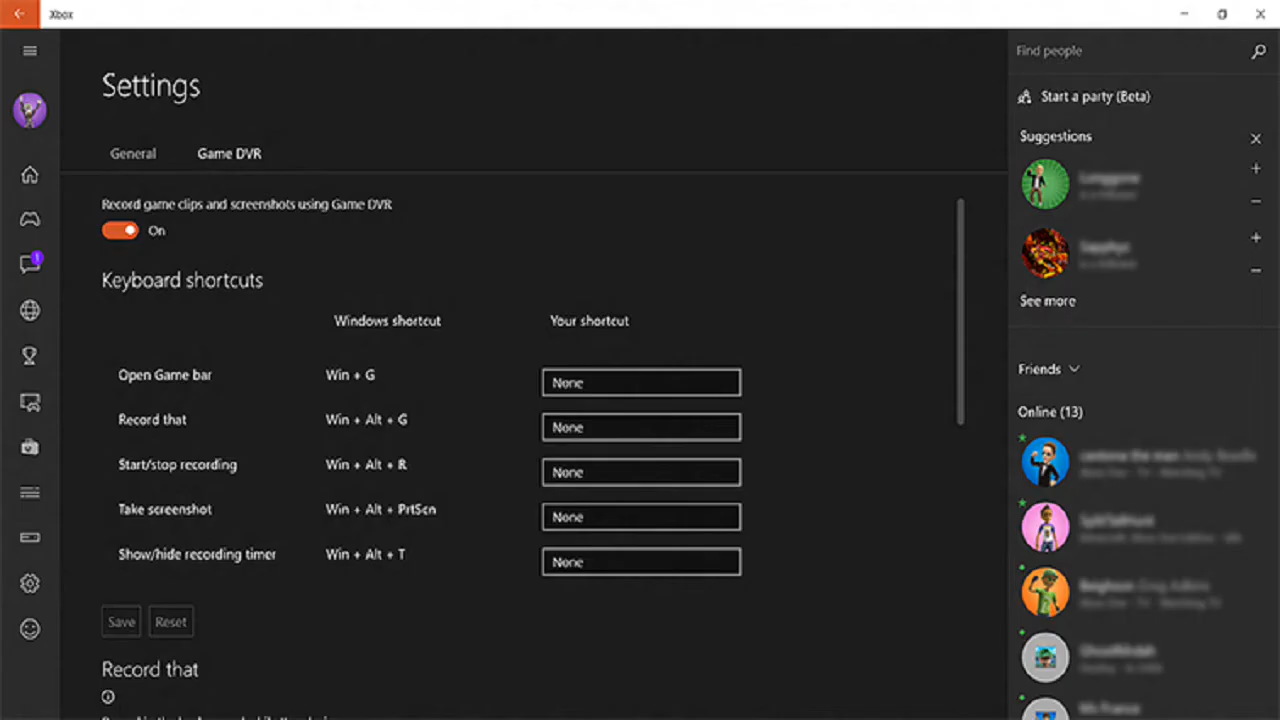 Xbox
Settings
General
Game DVR
Record game clips and screenshots using Game DVR
On
Keyboard shortcuts
Windows shortcut
Your shortcut
Open Game bar
Win + G
None
Record that
Win + Alt + G
None
Start/stop recording
Win + Alt + R
None
Take screenshot
Win + Alt + PrtScn
None
Show/hide recording timer
Win + Alt + T
None
Save
Reset
Record that
Find people
Start a party (Beta)
Suggestions
See more
Friends
Online (13)